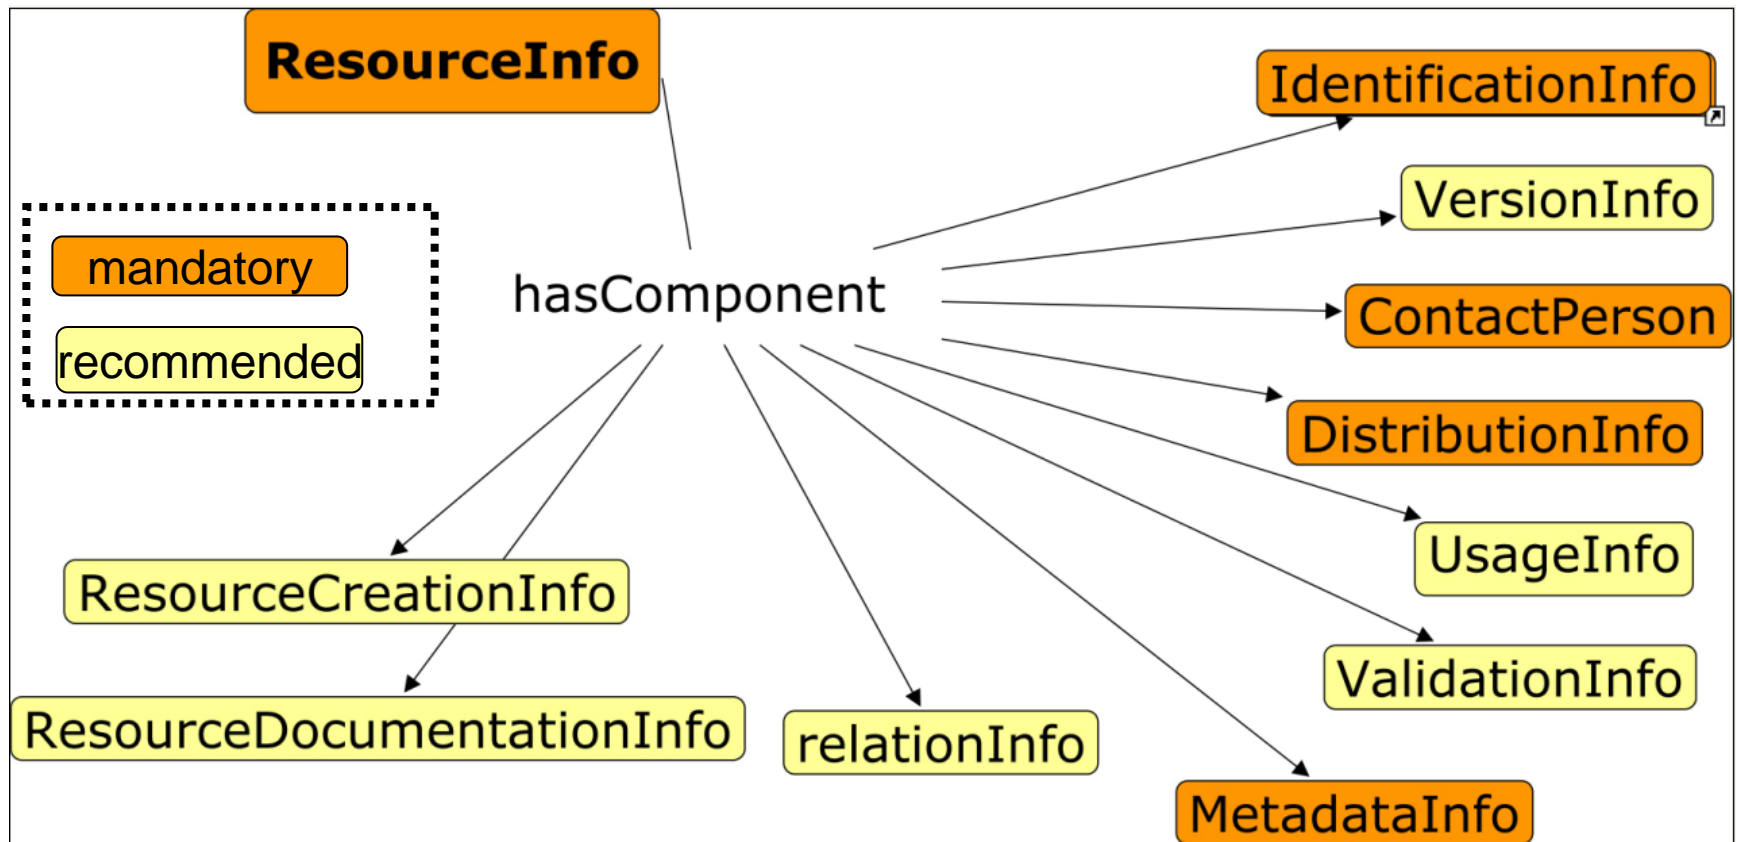 ResourceInfo
IdentificationInfo
VersionInfo
mandatory
hasComponent
ContactPerson
recommended
DistributionInfo
UsageInfo
ResourceCreationInfo
ValidationInfo
ResourceDocumentationInfo
relationInfo
MetadataInfo